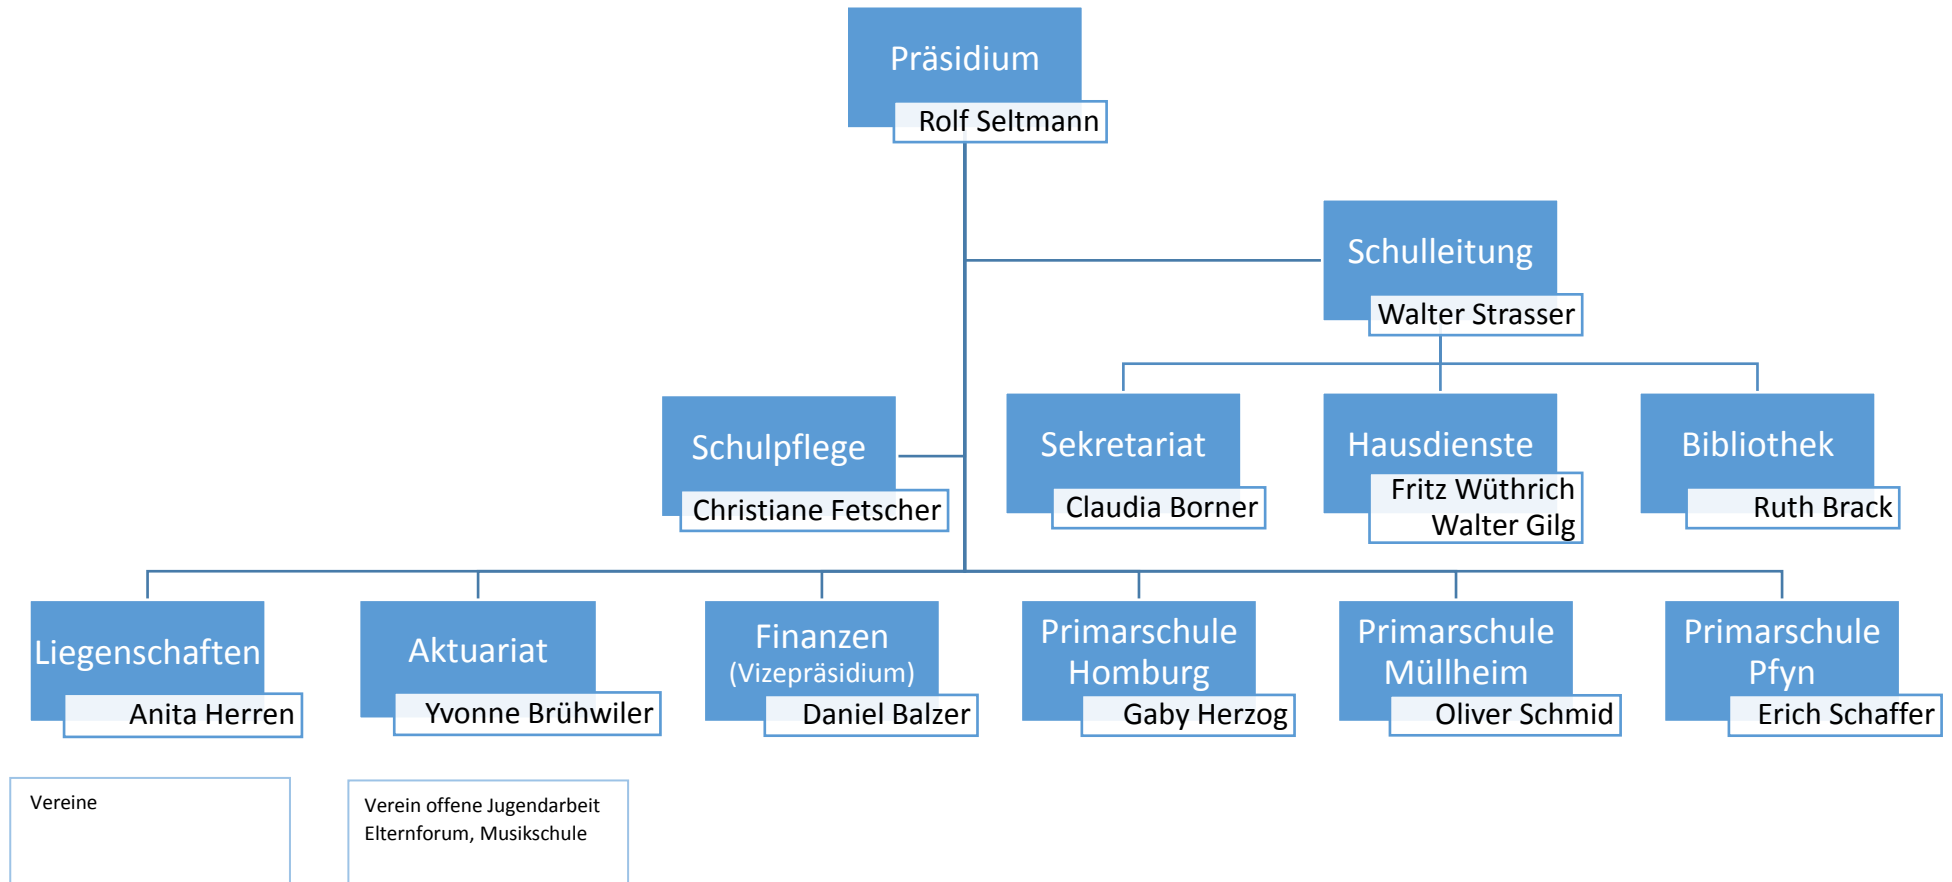 Präsidium
Rolf Seltmann
Schulleitung
Walter Strasser
Schulpflege
Christiane Fetscher
Sekretariat
Claudia Borner
Hausdienste
Fritz Wüthrich
Walter Gilg
Bibliothek
Ruth Brack
Liegenschaften
Anita Herren
Aktuariat
Yvonne Brühwiler
Finanzen
(Vizepräsidium)
Daniel Balzer
Primarschule
Homburg
Gaby Herzog
Primarschule
Müllheim
Oliver Schmid
Primarschule
Pfyn
Erich Schaffer
Vereine
Verein offene Jugendarbeit
Elternforum, Musikschule